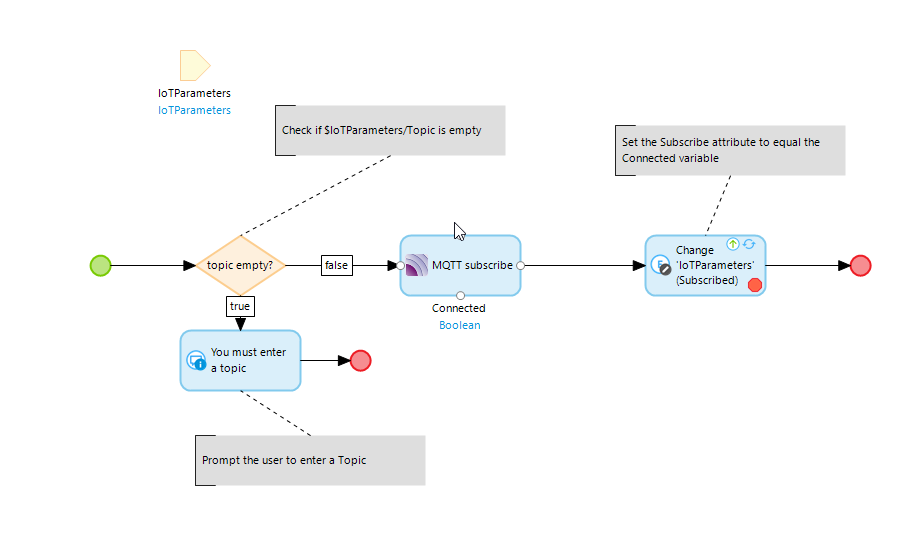 IoTParameters
IoTParameters
Check if $IoTParameters/Topic is empty
Set the Subscribe attribute to equal the
Connected variable
topic empty?
false
MQTT subscribe
Change
'IoTParameters'
(Subscribed)
true
Connected
Boolean
You must enter
a topic
Prompt the user to enter a Topic